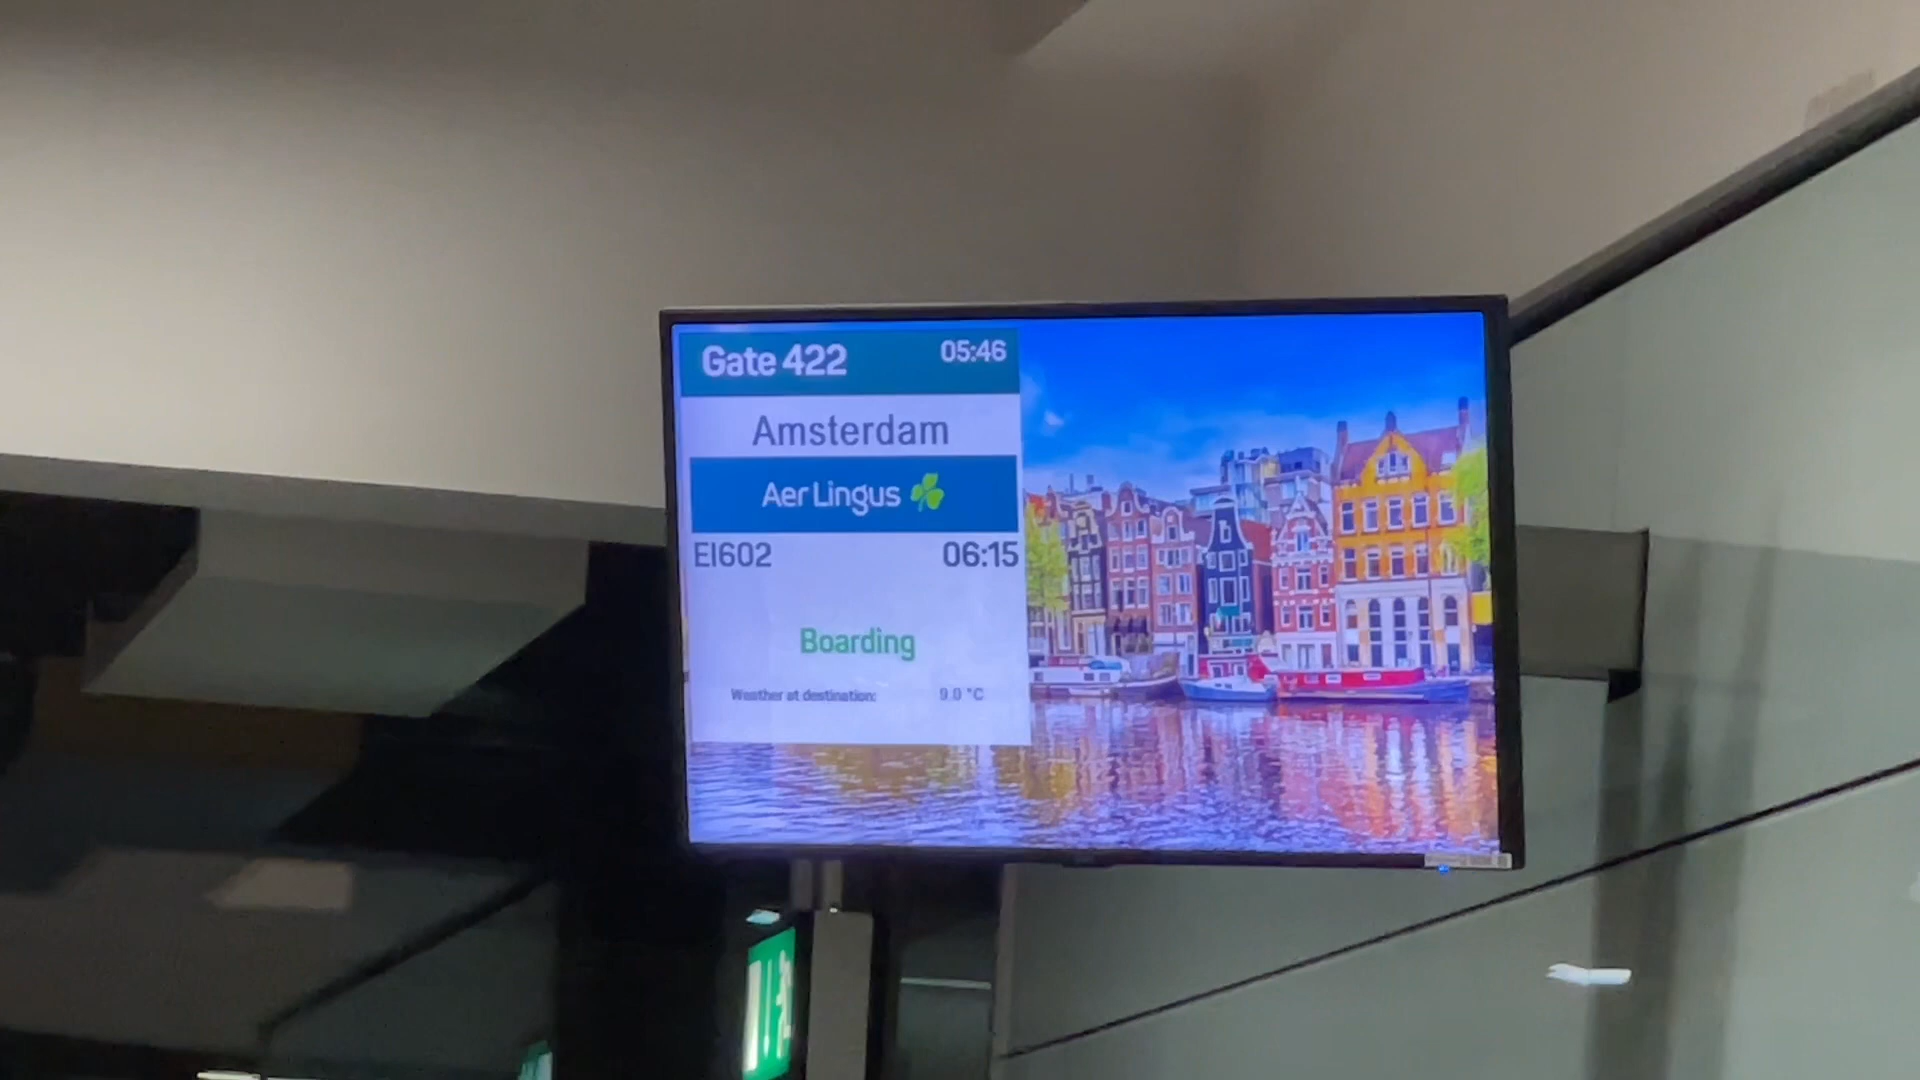 Gate 422 05:46
Amsterdam
Aer Lingus
EI602 06:15
Boarding
Weather at destination: 9.0 °C